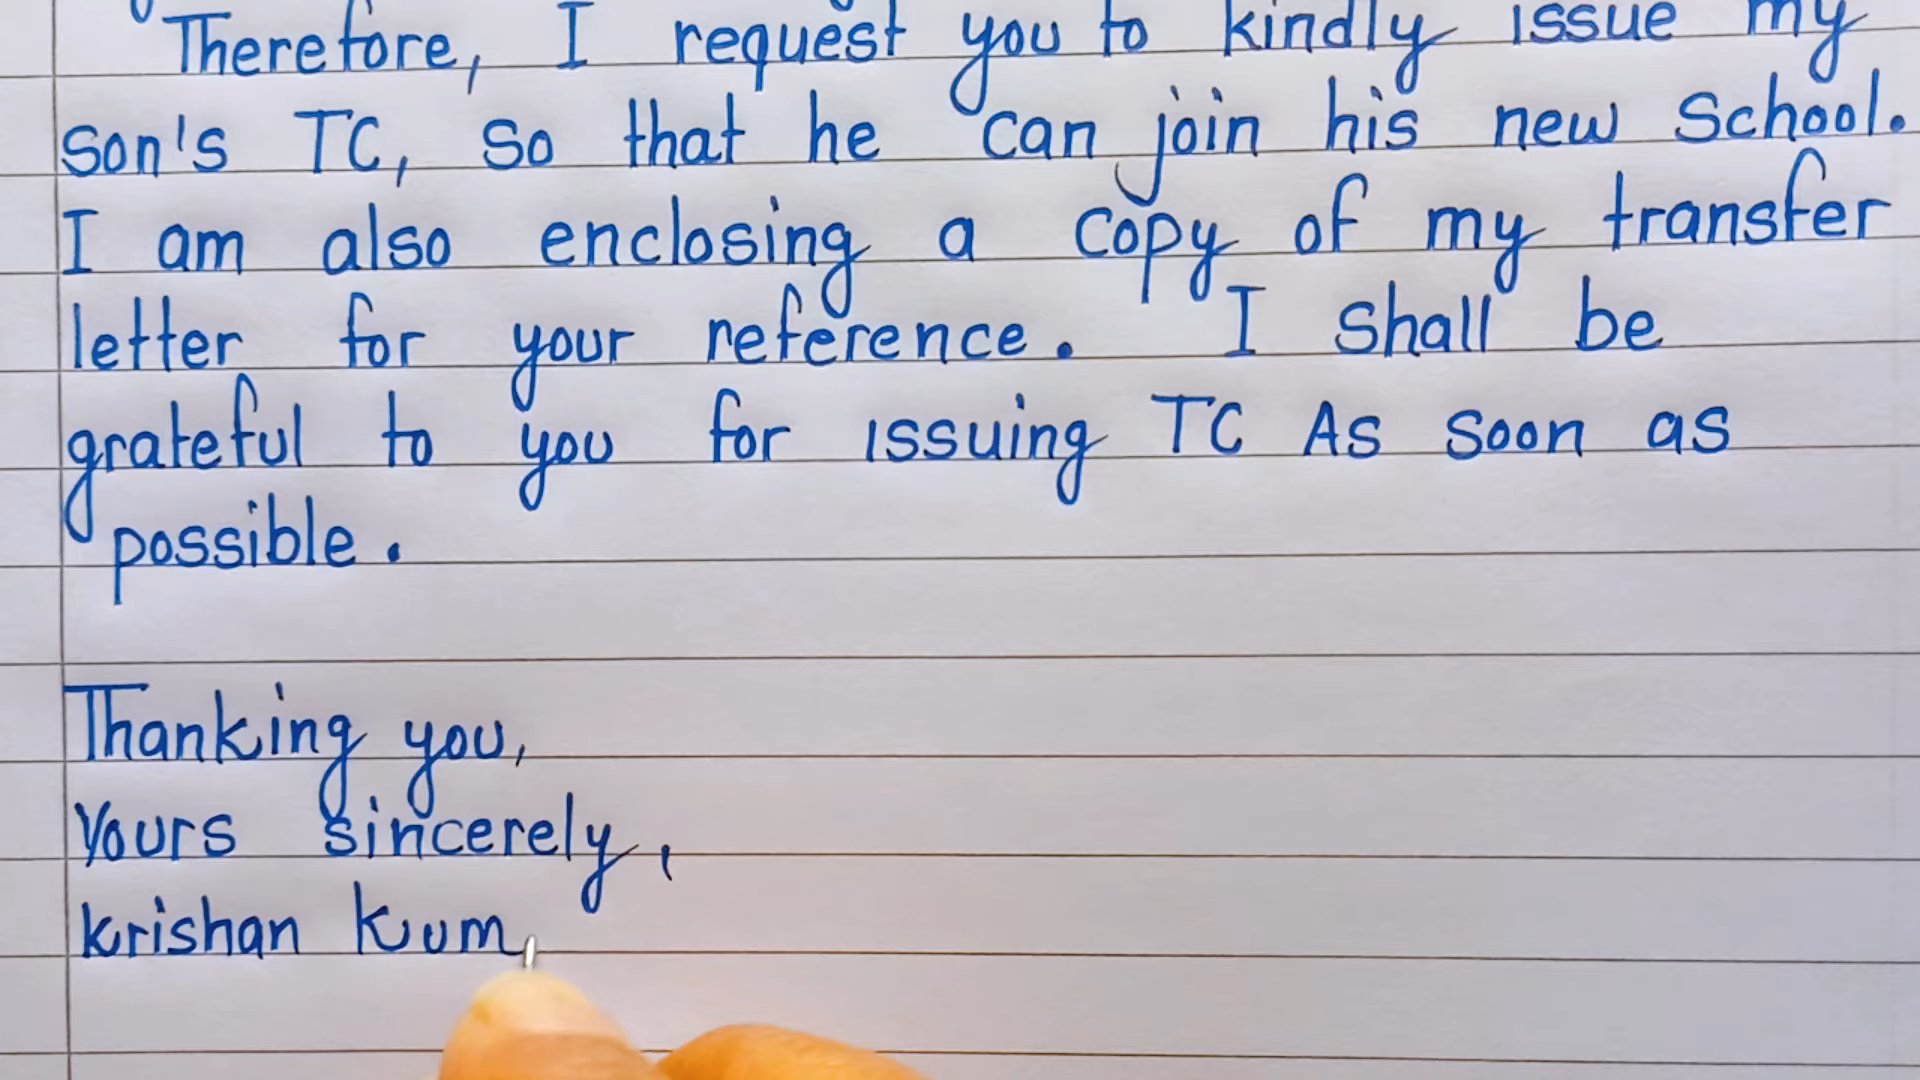 Therefore, I request you to kindly issue my
son's TC, so that he can join his new School.
I am also enclosing a copy of my transfer
letter for your reference. I shall be
grateful to you for issuing TC As soon as
possible.
Thanking you,
Yours sincerely,
Krishan Kum